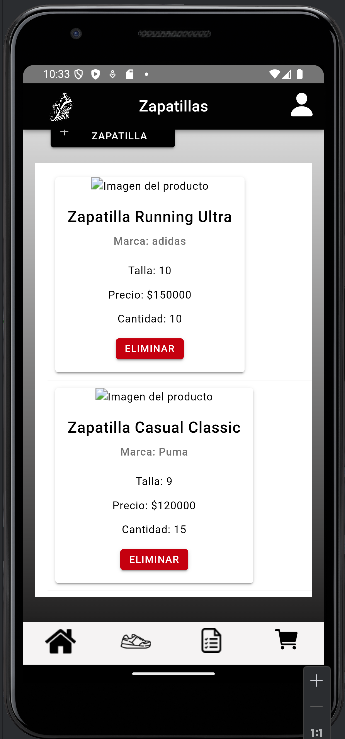 10:33
Zapatillas
+ ZAPATILLA
Imagen del producto
Zapatilla Running Ultra
Marca: adidas
Talla: 10
Precio: $150000
Cantidad: 10
ELIMINAR
Imagen del producto
Zapatilla Casual Classic
Marca: Puma
Talla: 9
Precio: $120000
Cantidad: 15
ELIMINAR
1:1